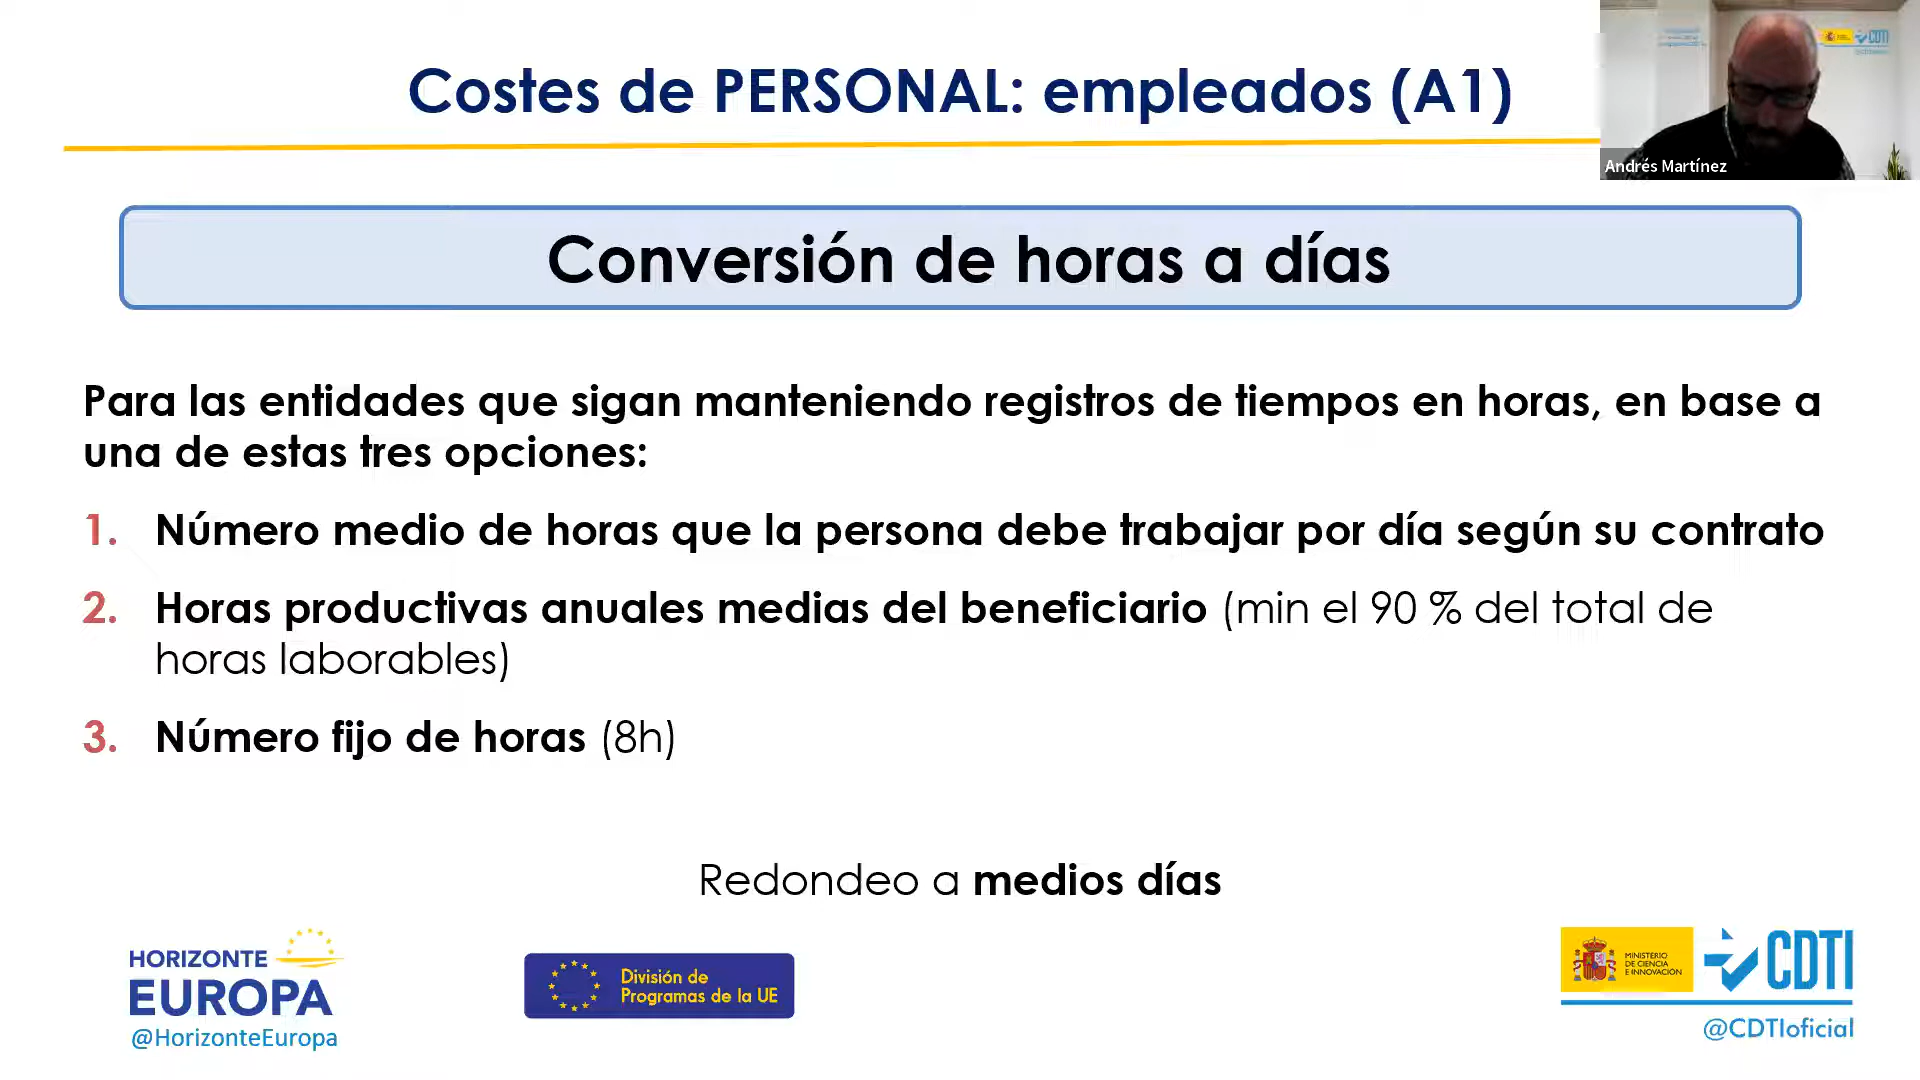 Costes de PERSONAL: empleados (A1)
CDTI
Andrés Martínez
Conversión de horas a días
Para las entidades que sigan manteniendo registros de tiempos en horas, en base a
una de estas tres opciones:
1. Número medio de horas que la persona debe trabajar por día según su contrato
2. Horas productivas anuales medias del beneficiario (min el 90 % del total de
horas laborables)
3. Número fijo de horas (8h)
Redondeo a medios días
HORIZONTE
EUROPA
@HorizonteEuropa
División de
Programas de la UE
MINISTERIO
DE CIENCIA
E INNOVACIÓN
CDTI
@CDTIoficial